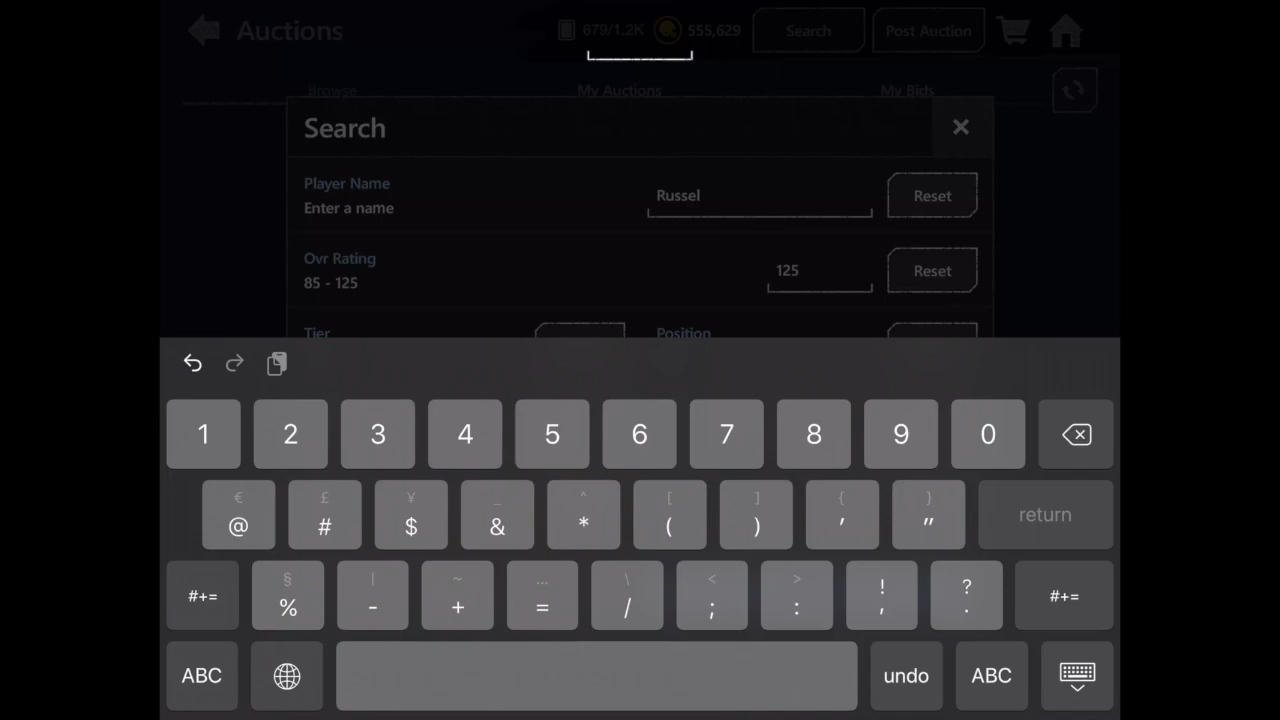 Auctions
679/1.2K
555,629
Search
Post Auction
Browse
My Auctions
My Bids
Search
Player Name
Enter a name
Russel
Reset
Ovr Rating
85 - 125
125
Reset
Tier
Position
1 2 3 4 5 6 7 8 9 0
€ £ ¥ _ ^ [ ] { }
@ # $ & * ( ) ' " return
§ | ~ … \ < > ! ?
#+= % - + = / ; : , . #+=
ABC undo ABC